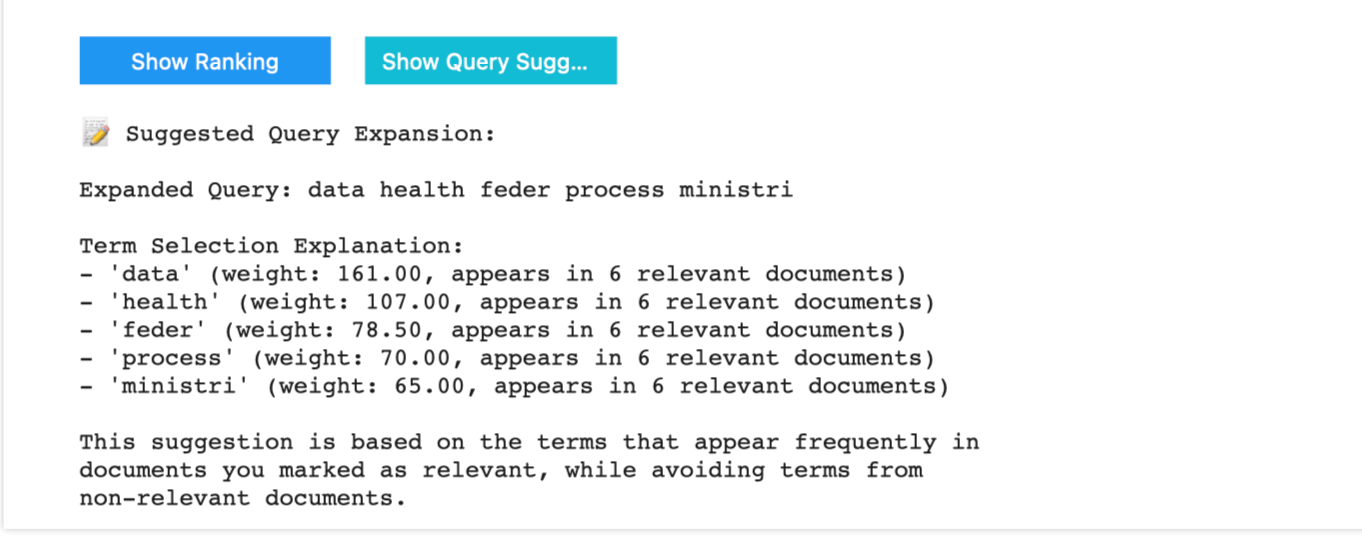 Show Ranking
Show Query Sugg...
📝 Suggested Query Expansion:
Expanded Query: data health feder process ministri
Term Selection Explanation:
- 'data' (weight: 161.00, appears in 6 relevant documents)
- 'health' (weight: 107.00, appears in 6 relevant documents)
- 'feder' (weight: 78.50, appears in 6 relevant documents)
- 'process' (weight: 70.00, appears in 6 relevant documents)
- 'ministri' (weight: 65.00, appears in 6 relevant documents)
This suggestion is based on the terms that appear frequently in
documents you marked as relevant, while avoiding terms from
non-relevant documents.